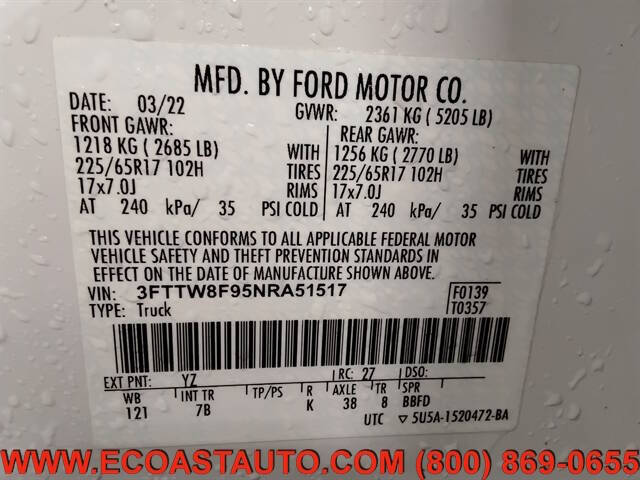 MFD. BY FORD MOTOR CO.
DATE: 03/22 GVWR: 2361 KG ( 5205 LB)
FRONT GAWR: REAR GAWR:
1218 KG ( 2685 LB) WITH 1256 KG ( 2770 LB) WITH
225/65R17 102H TIRES 225/65R17 102H TIRES
17x7.0J RIMS 17x7.0J RIMS
AT 240 kPa/ 35 PSI COLD AT 240 kPa/ 35 PSI COLD
THIS VEHICLE CONFORMS TO ALL APPLICABLE FEDERAL MOTOR
VEHICLE SAFETY AND THEFT PREVENTION STANDARDS IN
EFFECT ON THE DATE OF MANUFACTURE SHOWN ABOVE.
VIN: 3FTTW8F95NRA51517 F0139
TYPE: Truck T0357
EXT PNT: YZ RC: 27 DSO:
WB INT TR TP/PS R AXLE TR SPR
121 7B K 38 8 BBFD
UTC ▽ 5U5A-1520472-BA
WWW.ECOASTAUTO.COM (800) 869-0655